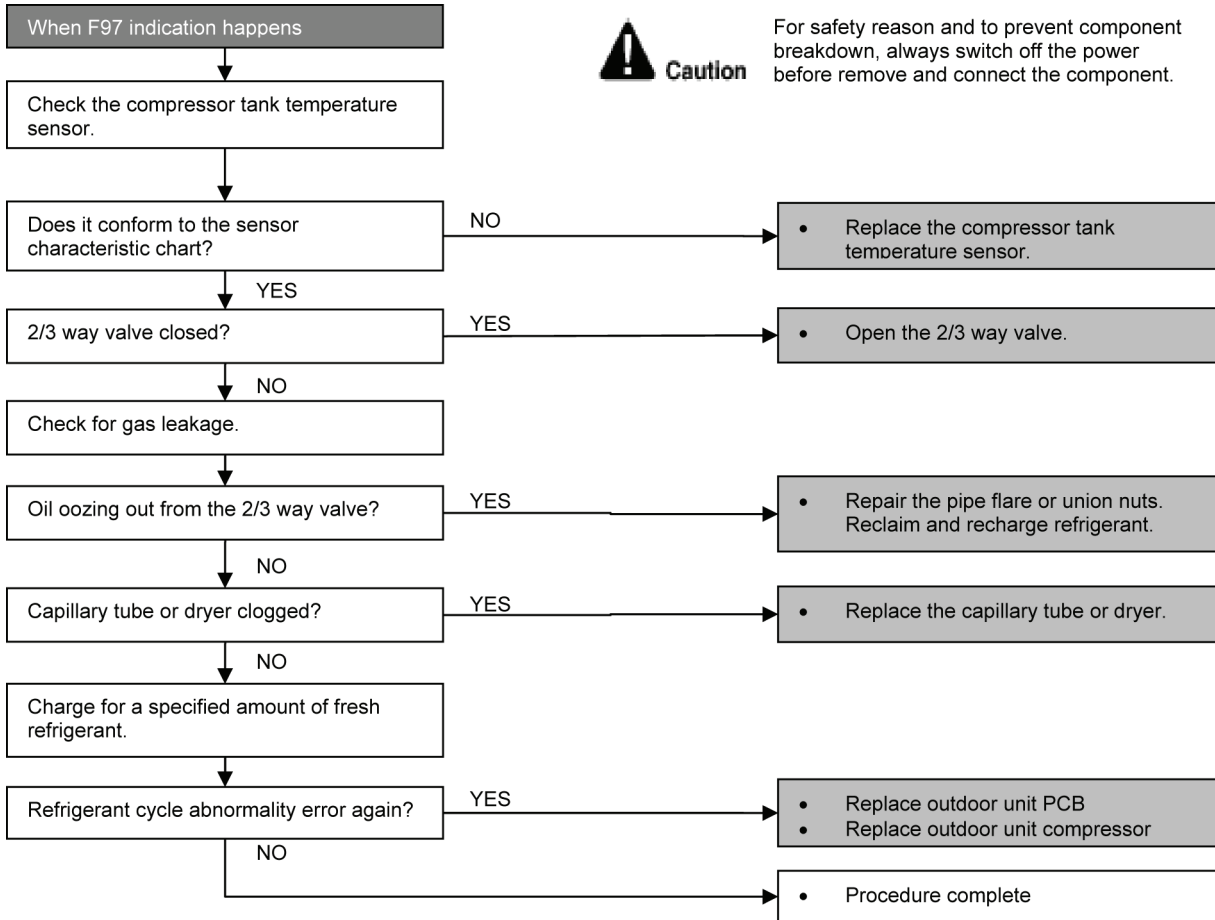 When F97 indication happens
Caution
For safety reason and to prevent component
breakdown, always switch off the power
before remove and connect the component.
Check the compressor tank temperature
sensor.
Does it conform to the sensor
characteristic chart?
NO
• Replace the compressor tank
temperature sensor.
YES
2/3 way valve closed?
YES
• Open the 2/3 way valve.
NO
Check for gas leakage.
Oil oozing out from the 2/3 way valve?
YES
• Repair the pipe flare or union nuts.
Reclaim and recharge refrigerant.
NO
Capillary tube or dryer clogged?
YES
• Replace the capillary tube or dryer.
NO
Charge for a specified amount of fresh
refrigerant.
Refrigerant cycle abnormality error again?
YES
• Replace outdoor unit PCB
• Replace outdoor unit compressor
NO
• Procedure complete